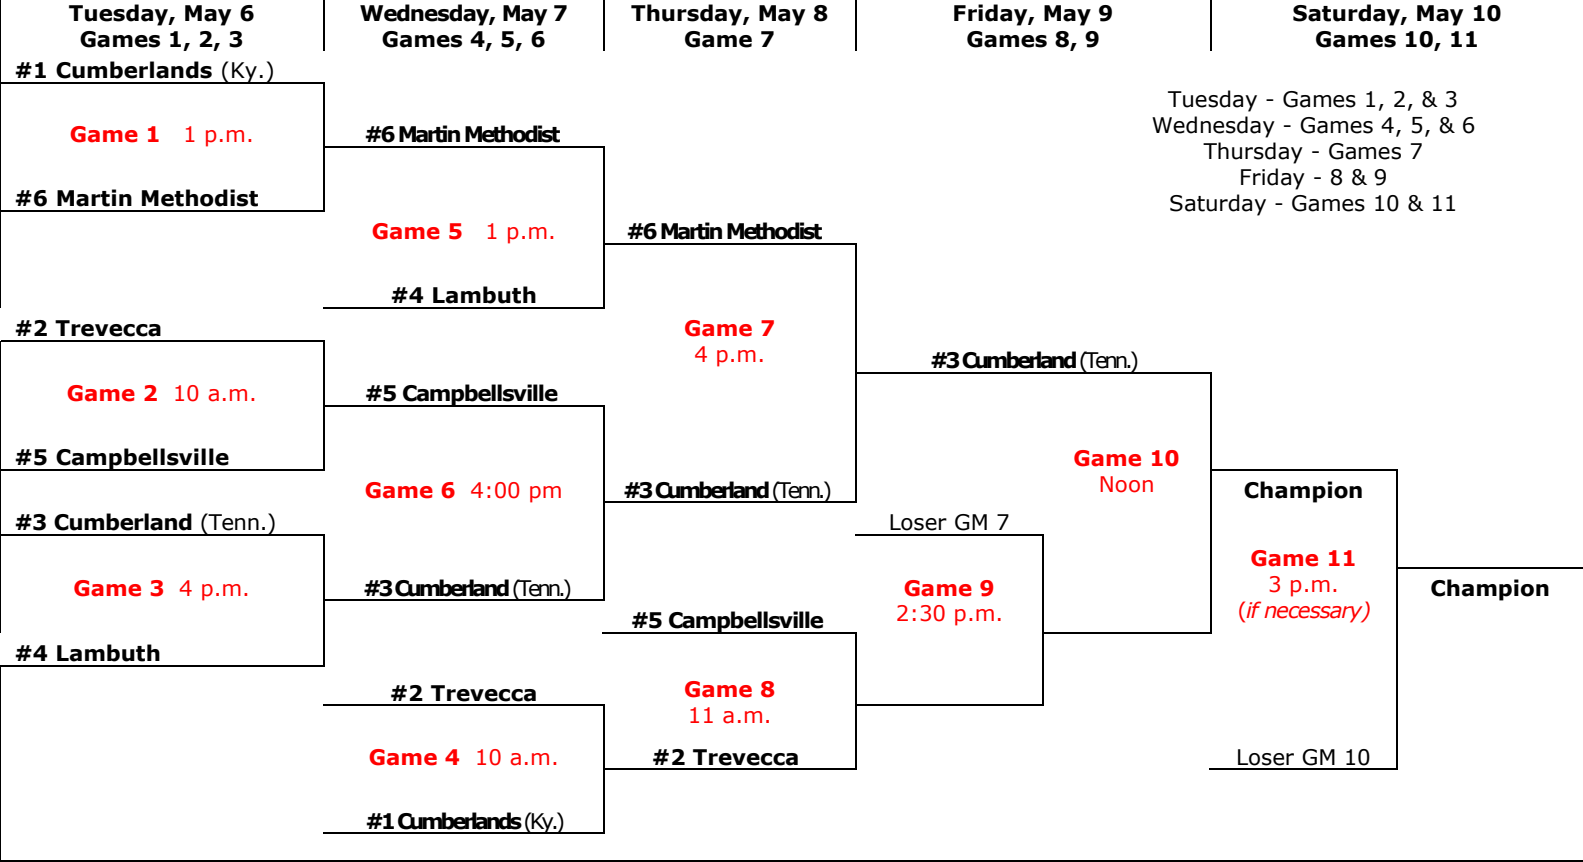 Tuesday, May 6
Games 1, 2, 3
Wednesday, May 7
Games 4, 5, 6
Thursday, May 8
Game 7
Friday, May 9
Games 8, 9
Saturday, May 10
Games 10, 11
#1 Cumberlands (Ky.)
Tuesday - Games 1, 2, & 3
Wednesday - Games 4, 5, & 6
Thursday - Games 7
Friday - 8 & 9
Saturday - Games 10 & 11
Game 1 1 p.m.
#6 Martin Methodist
#6 Martin Methodist
Game 5 1 p.m.
#6 Martin Methodist
#4 Lambuth
#2 Trevecca
Game 7
4 p.m.
#3 Cumberland (Tenn.)
Game 2 10 a.m.
#5 Campbellsville
#5 Campbellsville
Game 10
Noon
Game 6 4:00 pm
#3 Cumberland (Tenn.)
Champion
#3 Cumberland (Tenn.)
Loser GM 7
Game 11
3 p.m.
(if necessary)
Game 3 4 p.m.
#3 Cumberland (Tenn.)
Game 9
2:30 p.m.
Champion
#5 Campbellsville
#4 Lambuth
#2 Trevecca
Game 8
11 a.m.
Game 4 10 a.m.
#2 Trevecca
Loser GM 10
#1 Cumberlands (Ky.)